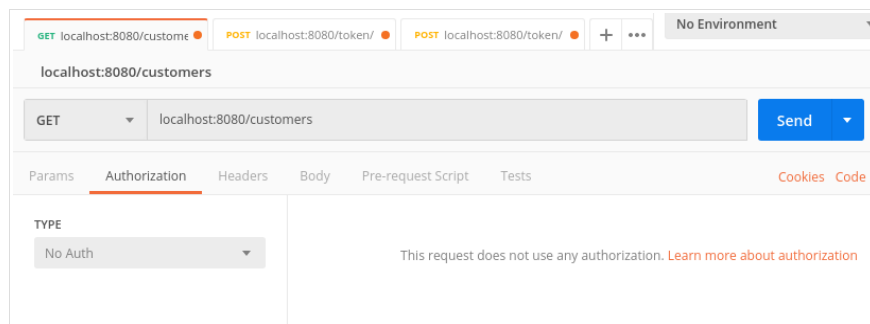 GET localhost:8080/custome POST localhost:8080/token/ POST localhost:8080/token/ + ••• No Environment
localhost:8080/customers
GET localhost:8080/customers Send
Params Authorization Headers Body Pre-request Script Tests Cookies Code
TYPE
No Auth
This request does not use any authorization. Learn more about authorization